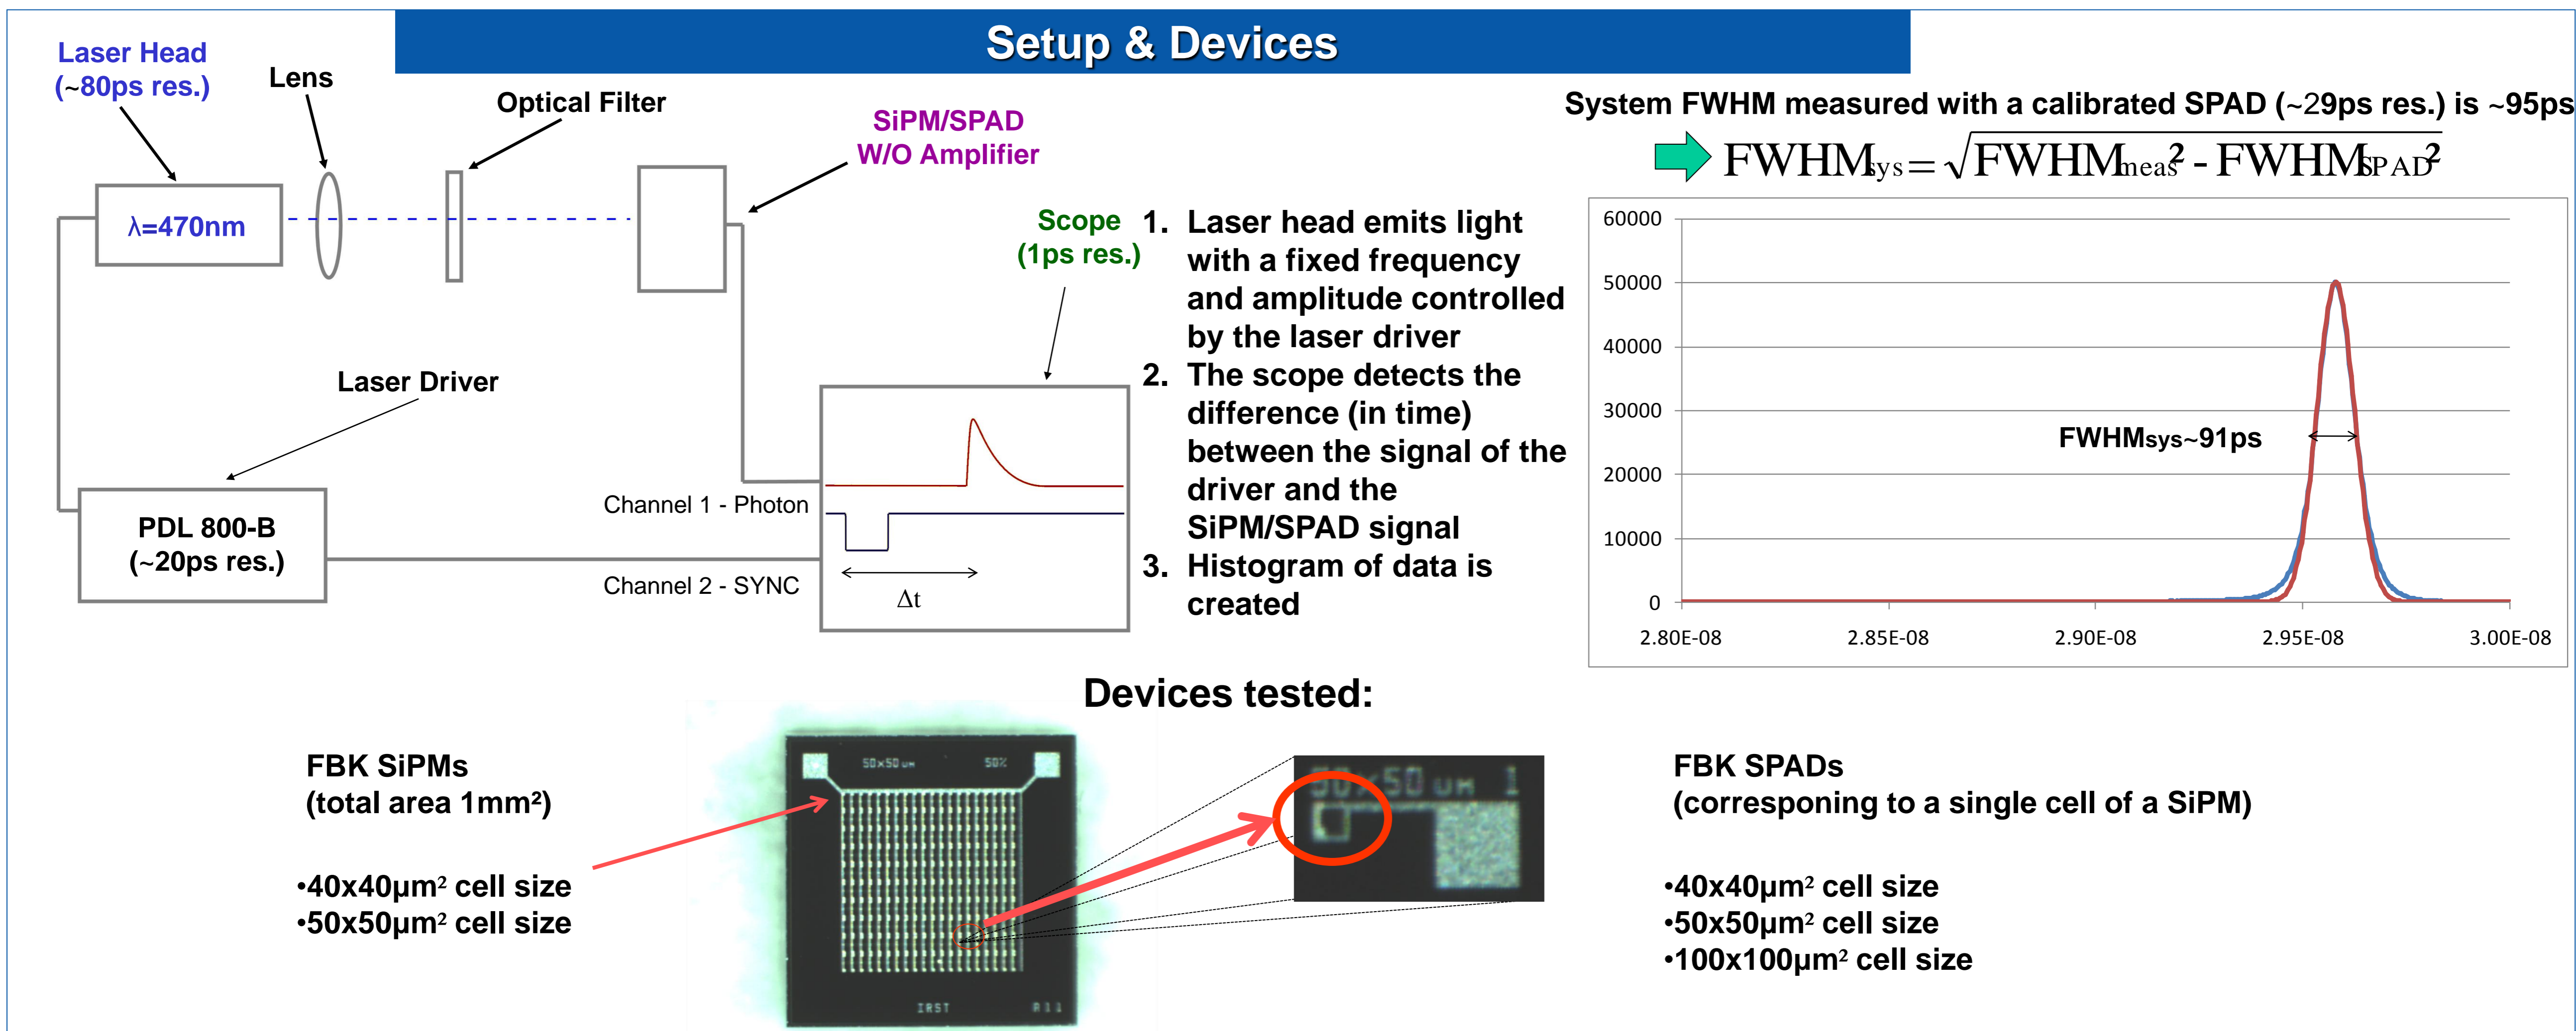 Setup & Devices
Laser Head
(~80ps res.)
Lens
Optical Filter
SiPM/SPAD
W/O Amplifier
λ=470nm
Scope
(1ps res.)
Laser Driver
PDL 800-B
(~20ps res.)
Channel 1 - Photon
Channel 2 - SYNC
Δt
1. Laser head emits light
with a fixed frequency
and amplitude controlled
by the laser driver
2. The scope detects the
difference (in time)
between the signal of the
driver and the
SiPM/SPAD signal
3. Histogram of data is
created
System FWHM measured with a calibrated SPAD (~29ps res.) is ~95ps
FWHMsys = √FWHMmeas² - FWHMSPAD²
60000
50000
40000
30000
20000
10000
0
FWHMsys~91ps
2.80E-08 2.85E-08 2.90E-08 2.95E-08 3.00E-08
Devices tested:
FBK SiPMs
(total area 1mm²)
•40x40µm² cell size
•50x50µm² cell size
50×50um 50%
IRST A11
50×50 um 1
FBK SPADs
(corresponing to a single cell of a SiPM)
•40x40µm² cell size
•50x50µm² cell size
•100x100µm² cell size